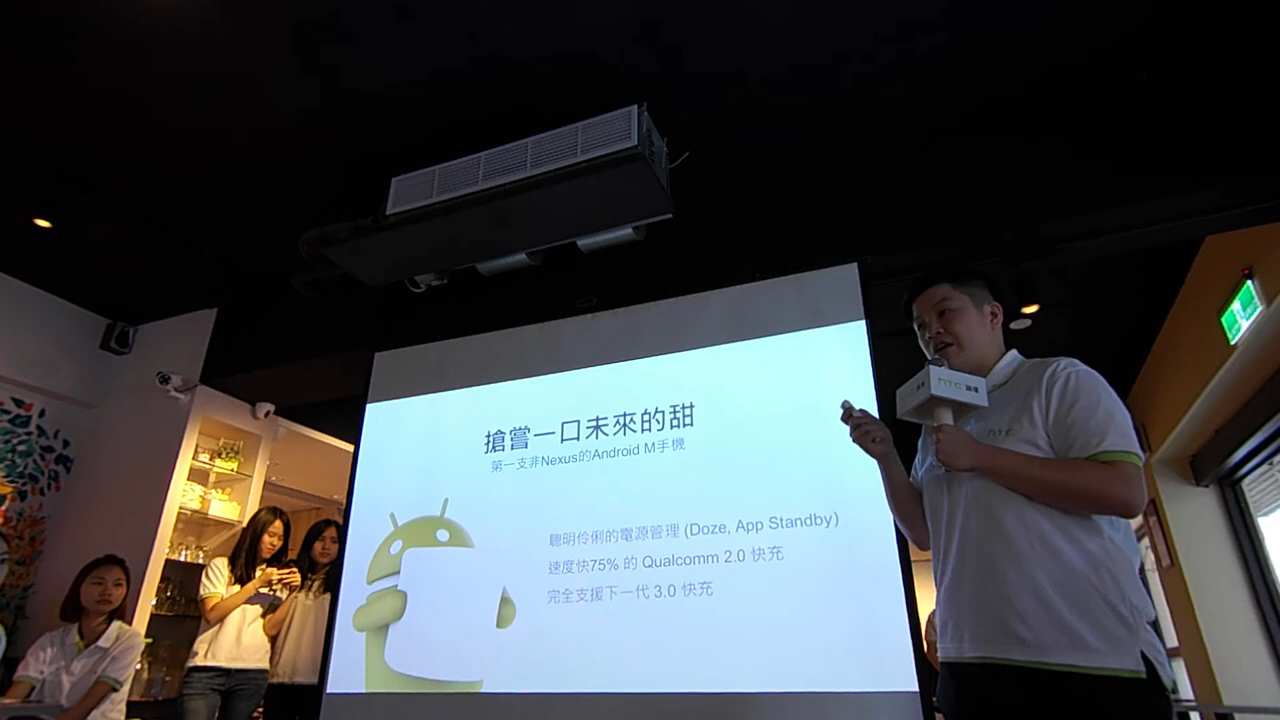 搶嘗一口未來的甜
第一支非Nexus的Android M手機
聰明伶俐的電源管理 (Doze, App Standby)
速度快75% 的 Qualcomm 2.0 快充
完全支援下一代 3.0 快充
hTC 論壇
hTC